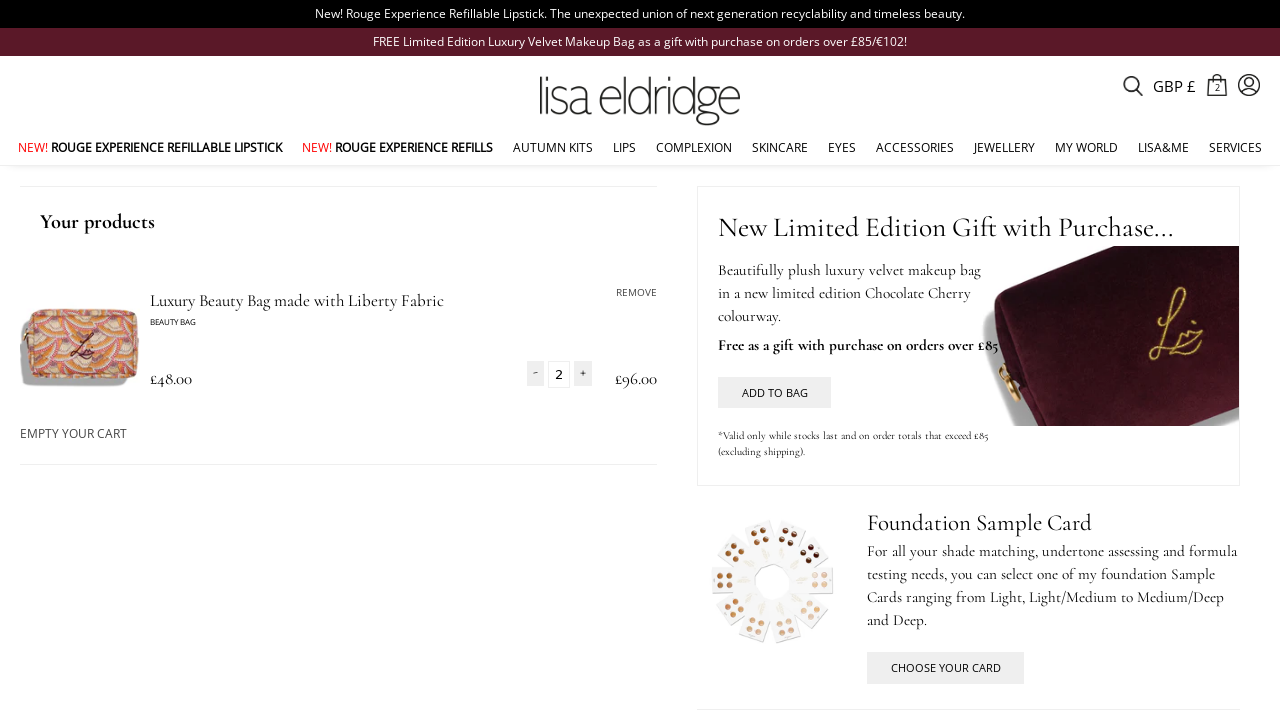 New! Rouge Experience Refillable Lipstick. The unexpected union of next generation recyclability and timeless beauty.
FREE Limited Edition Luxury Velvet Makeup Bag as a gift with purchase on orders over £85/€102!
lisa eldridge
GBP £
2
NEW! ROUGE EXPERIENCE REFILLABLE LIPSTICK NEW! ROUGE EXPERIENCE REFILLS AUTUMN KITS LIPS COMPLEXION SKINCARE EYES ACCESSORIES JEWELLERY MY WORLD LISA&ME SERVICES
Your products
Luxury Beauty Bag made with Liberty Fabric
REMOVE
BEAUTY BAG
£48.00
- 2 +
£96.00
EMPTY YOUR CART
New Limited Edition Gift with Purchase...
Beautifully plush luxury velvet makeup bag
in a new limited edition Chocolate Cherry
colourway.
Free as a gift with purchase on orders over £85
ADD TO BAG
*Valid only while stocks last and on order totals that exceed £85
(excluding shipping).
Foundation Sample Card
For all your shade matching, undertone assessing and formula
testing needs, you can select one of my foundation Sample
Cards ranging from Light, Light/Medium to Medium/Deep
and Deep.
CHOOSE YOUR CARD